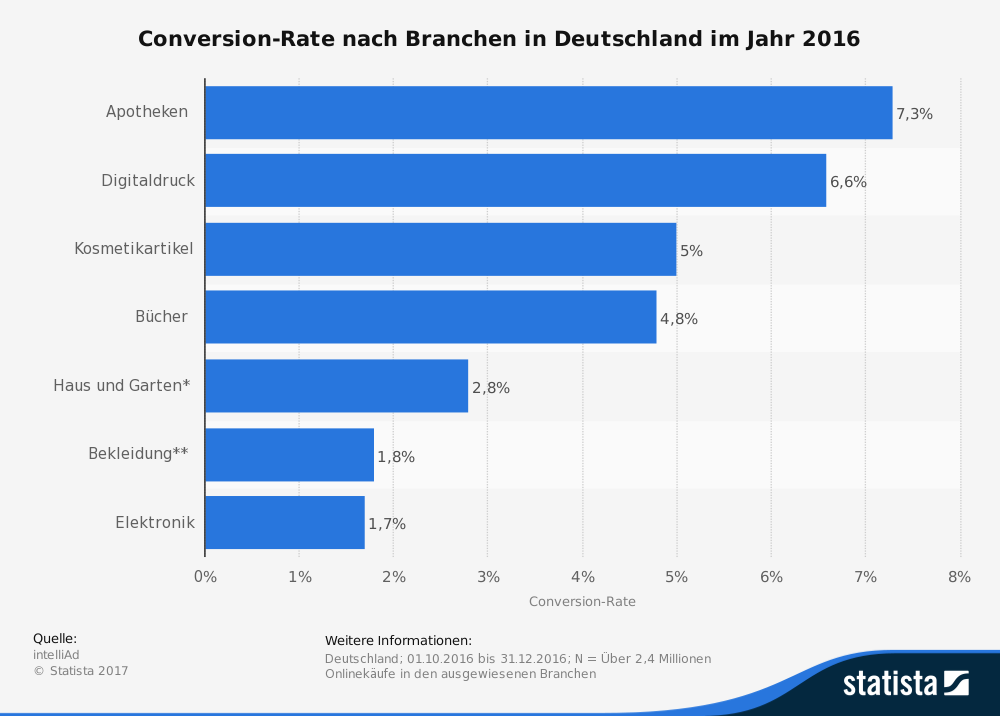 Conversion-Rate nach Branchen in Deutschland im Jahr 2016
Apotheken
7,3%
Digitaldruck
6,6%
Kosmetikartikel
5%
Bücher
4,8%
Haus und Garten*
2,8%
Bekleidung**
1,8%
Elektronik
1,7%
0% 1% 2% 3% 4% 5% 6% 7% 8%
Conversion-Rate
Quelle:
intelliAd
© Statista 2017
Weitere Informationen:
Deutschland; 01.10.2016 bis 31.12.2016; N = Über 2,4 Millionen
Onlinekäufe in den ausgewiesenen Branchen
statista